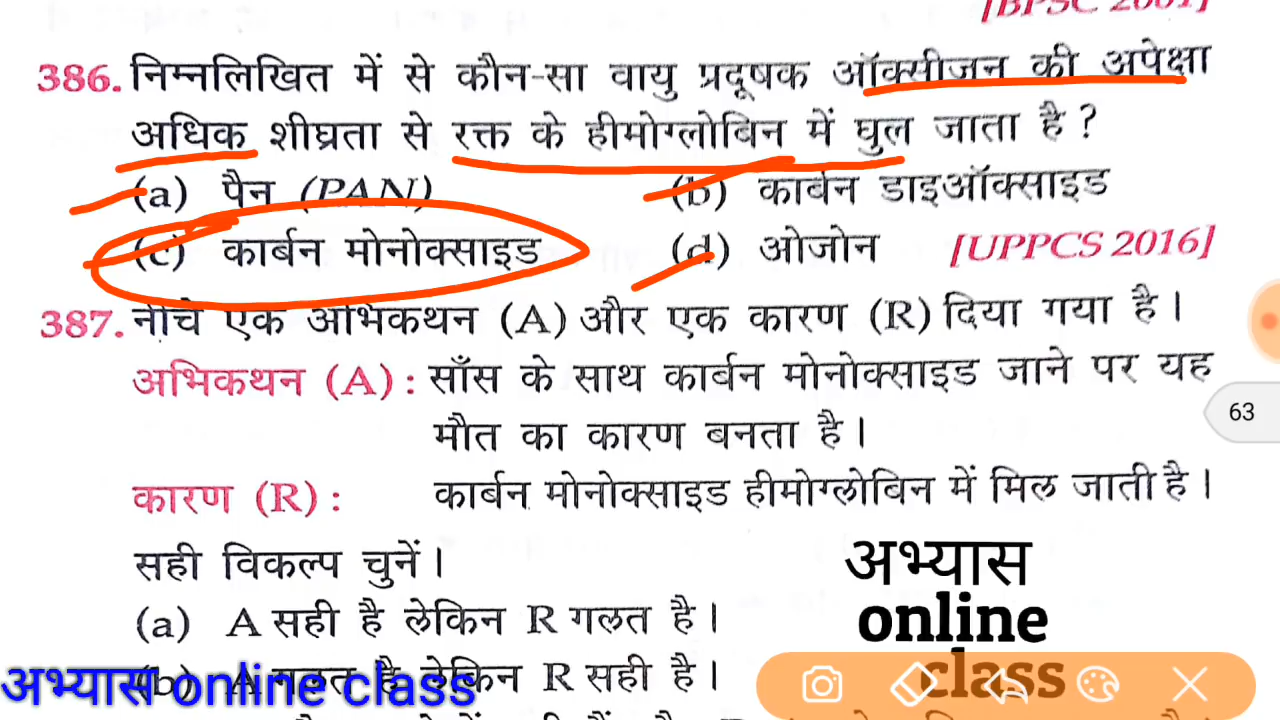 [BPSC 2001]
386. निम्नलिखित में से कौन-सा वायु प्रदूषक ऑक्सीजन की अपेक्षा
अधिक शीघ्रता से रक्त के हीमोग्लोबिन में घुल जाता है ?
(a) पैन (PAN) (b) कार्बन डाइऑक्साइड
(c) कार्बन मोनोक्साइड (d) ओजोन [UPPCS 2016]
387. नीचे एक अभिकथन (A) और एक कारण (R) दिया गया है।
अभिकथन (A) : साँस के साथ कार्बन मोनोक्साइड जाने पर यह
मौत का कारण बनता है।
कारण (R) : कार्बन मोनोक्साइड हीमोग्लोबिन में मिल जाती है।
सही विकल्प चुनें।
(a) A सही है लेकिन R गलत है।
(b) A गलत है लेकिन R सही है।
63
अभ्यास
online
class
अभ्यास online class